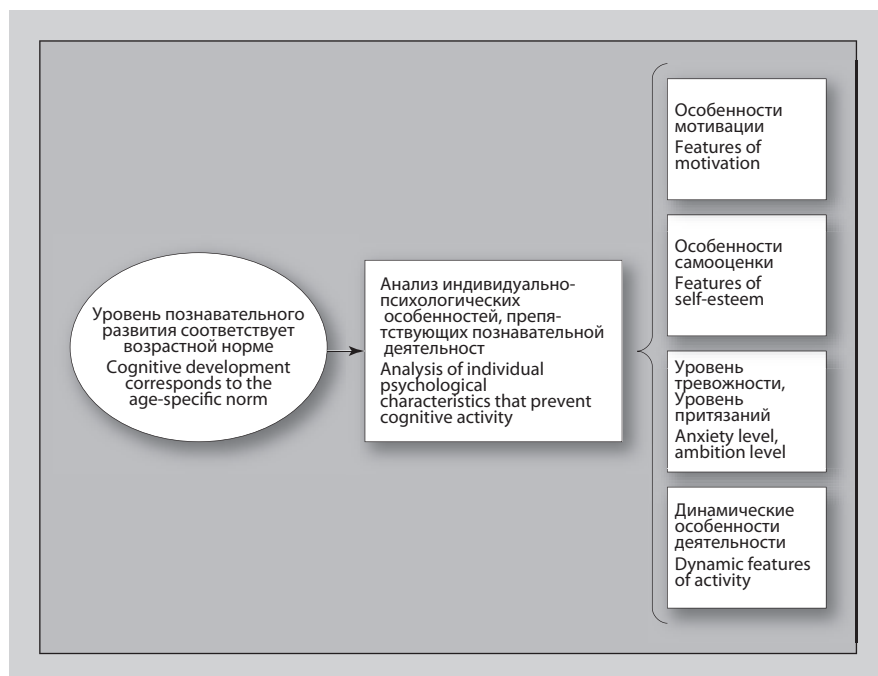 Уровень познавательного
развития соответствует
возрастной норме
Cognitive development
corresponds to the
age-specific norm
Анализ индивидуально-
психологических
особенностей, препя-
тствующих познавательной
деятельност
Analysis of individual
psychological
characteristics that prevent
cognitive activity
Особенности
мотивации
Features of
motivation
Особенности
самооценки
Features of
self-esteem
Уровень
тревожности,
Уровень
притязаний
Anxiety level,
ambition level
Динамические
особенности
деятельности
Dynamic features
of activity